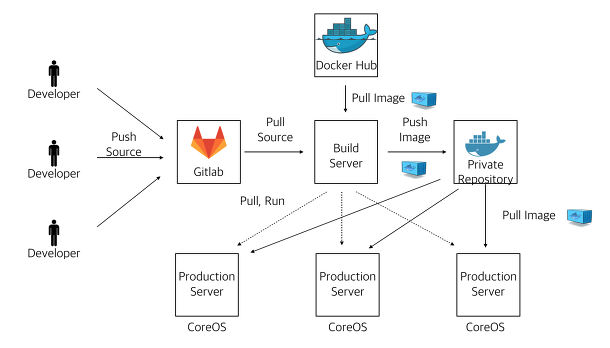 Docker Hub
Pull Image
Developer
Push
Source
Developer
Developer
Gitlab
Pull
Source
Build
Server
Push
Image
Private
Repository
Pull, Run
Pull Image
Production
Server
CoreOS
Production
Server
CoreOS
Production
Server
CoreOS